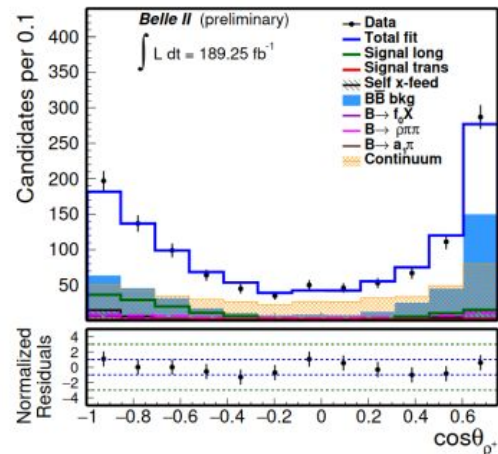 Belle II (preliminary)
∫ L dt = 189.25 fb⁻¹
Data
Total fit
Signal long
Signal trans
Self x-feed
BB̅ bkg
B→ f₀X
B→ ρππ
B→ a₁π
Continuum
Candidates per 0.1
400
350
300
250
200
150
100
50
Normalized
Residuals
4
2
0
−2
−4
−1 −0.8 −0.6 −0.4 −0.2 0 0.2 0.4 0.6
cosθρ⁺